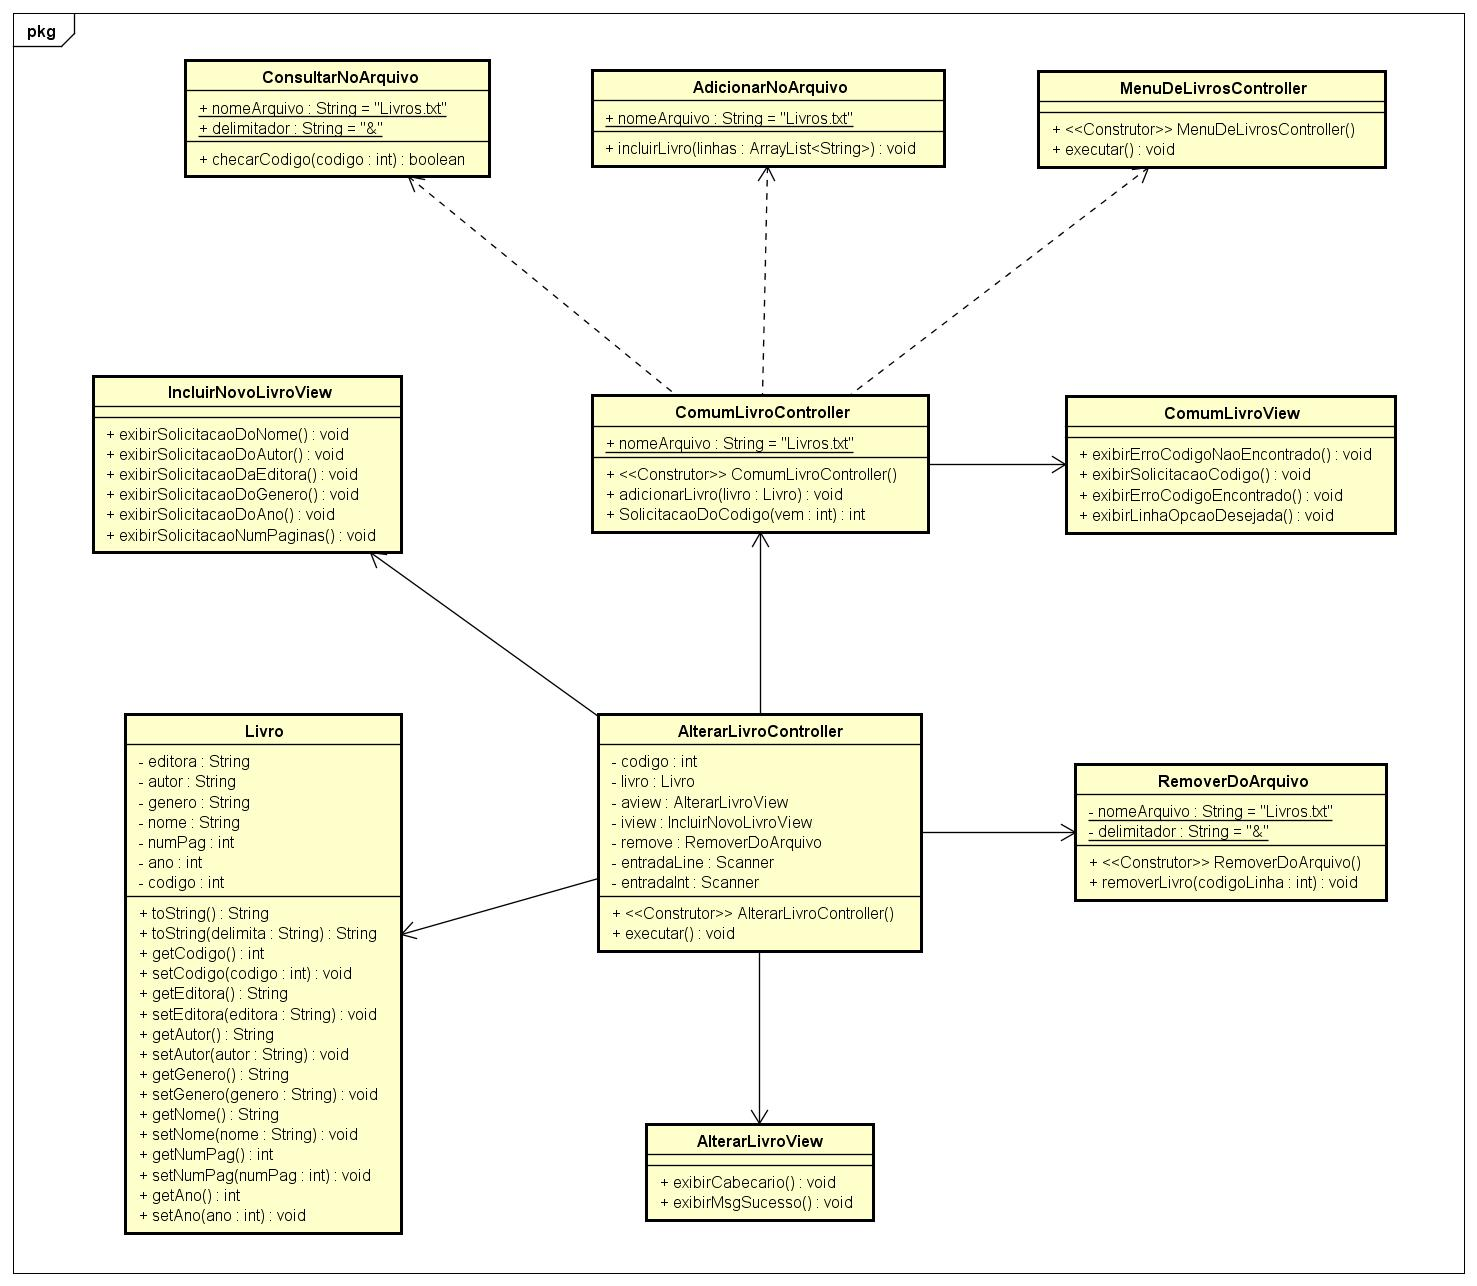 pkg
ConsultarNoArquivo
+ nomeArquivo : String = "Livros.txt"
+ delimitador : String = "&"
+ checarCodigo(codigo : int) : boolean
AdicionarNoArquivo
+ nomeArquivo : String = "Livros.txt"
+ incluirLivro(linhas : ArrayList<String>) : void
MenuDeLivrosController
+ <<Construtor>> MenuDeLivrosController()
+ executar() : void
IncluirNovoLivroView
+ exibirSolicitacaoDoNome() : void
+ exibirSolicitacaoDoAutor() : void
+ exibirSolicitacaoDaEditora() : void
+ exibirSolicitacaoDoGenero() : void
+ exibirSolicitacaoDoAno() : void
+ exibirSolicitacaoNumPaginas() : void
ComumLivroController
+ nomeArquivo : String = "Livros.txt"
+ <<Construtor>> ComumLivroController()
+ adicionarLivro(livro : Livro) : void
+ SolicitacaoDoCodigo(vem : int) : int
ComumLivroView
+ exibirErroCodigoNaoEncontrado() : void
+ exibirSolicitacaoCodigo() : void
+ exibirErroCodigoEncontrado() : void
+ exibirLinhaOpcaoDesejada() : void
Livro
- editora : String
- autor : String
- genero : String
- nome : String
- numPag : int
- ano : int
- codigo : int
+ toString() : String
+ toString(delimita : String) : String
+ getCodigo() : int
+ setCodigo(codigo : int) : void
+ getEditora() : String
+ setEditora(editora : String) : void
+ getAutor() : String
+ setAutor(autor : String) : void
+ getGenero() : String
+ setGenero(genero : String) : void
+ getNome() : String
+ setNome(nome : String) : void
+ getNumPag() : int
+ setNumPag(numPag : int) : void
+ getAno() : int
+ setAno(ano : int) : void
AlterarLivroController
- codigo : int
- livro : Livro
- aview : AlterarLivroView
- iview : IncluirNovoLivroView
- remove : RemoverDoArquivo
- entradaLine : Scanner
- entradaInt : Scanner
+ <<Construtor>> AlterarLivroController()
+ executar() : void
RemoverDoArquivo
- nomeArquivo : String = "Livros.txt"
- delimitador : String = "&"
+ <<Construtor>> RemoverDoArquivo()
+ removerLivro(codigoLinha : int) : void
AlterarLivroView
+ exibirCabecario() : void
+ exibirMsgSucesso() : void